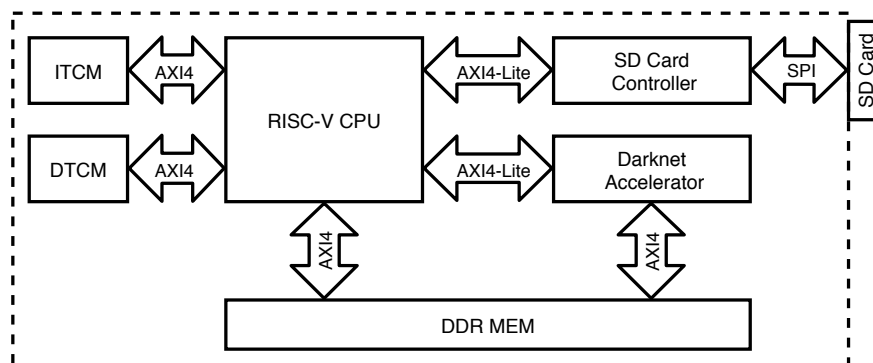 ITCM
AXI4
RISC-V CPU
AXI4-Lite
SD Card
Controller
SPI
SD Card
DTCM
AXI4
AXI4-Lite
Darknet
Accelerator
AXI4
AXI4
DDR MEM